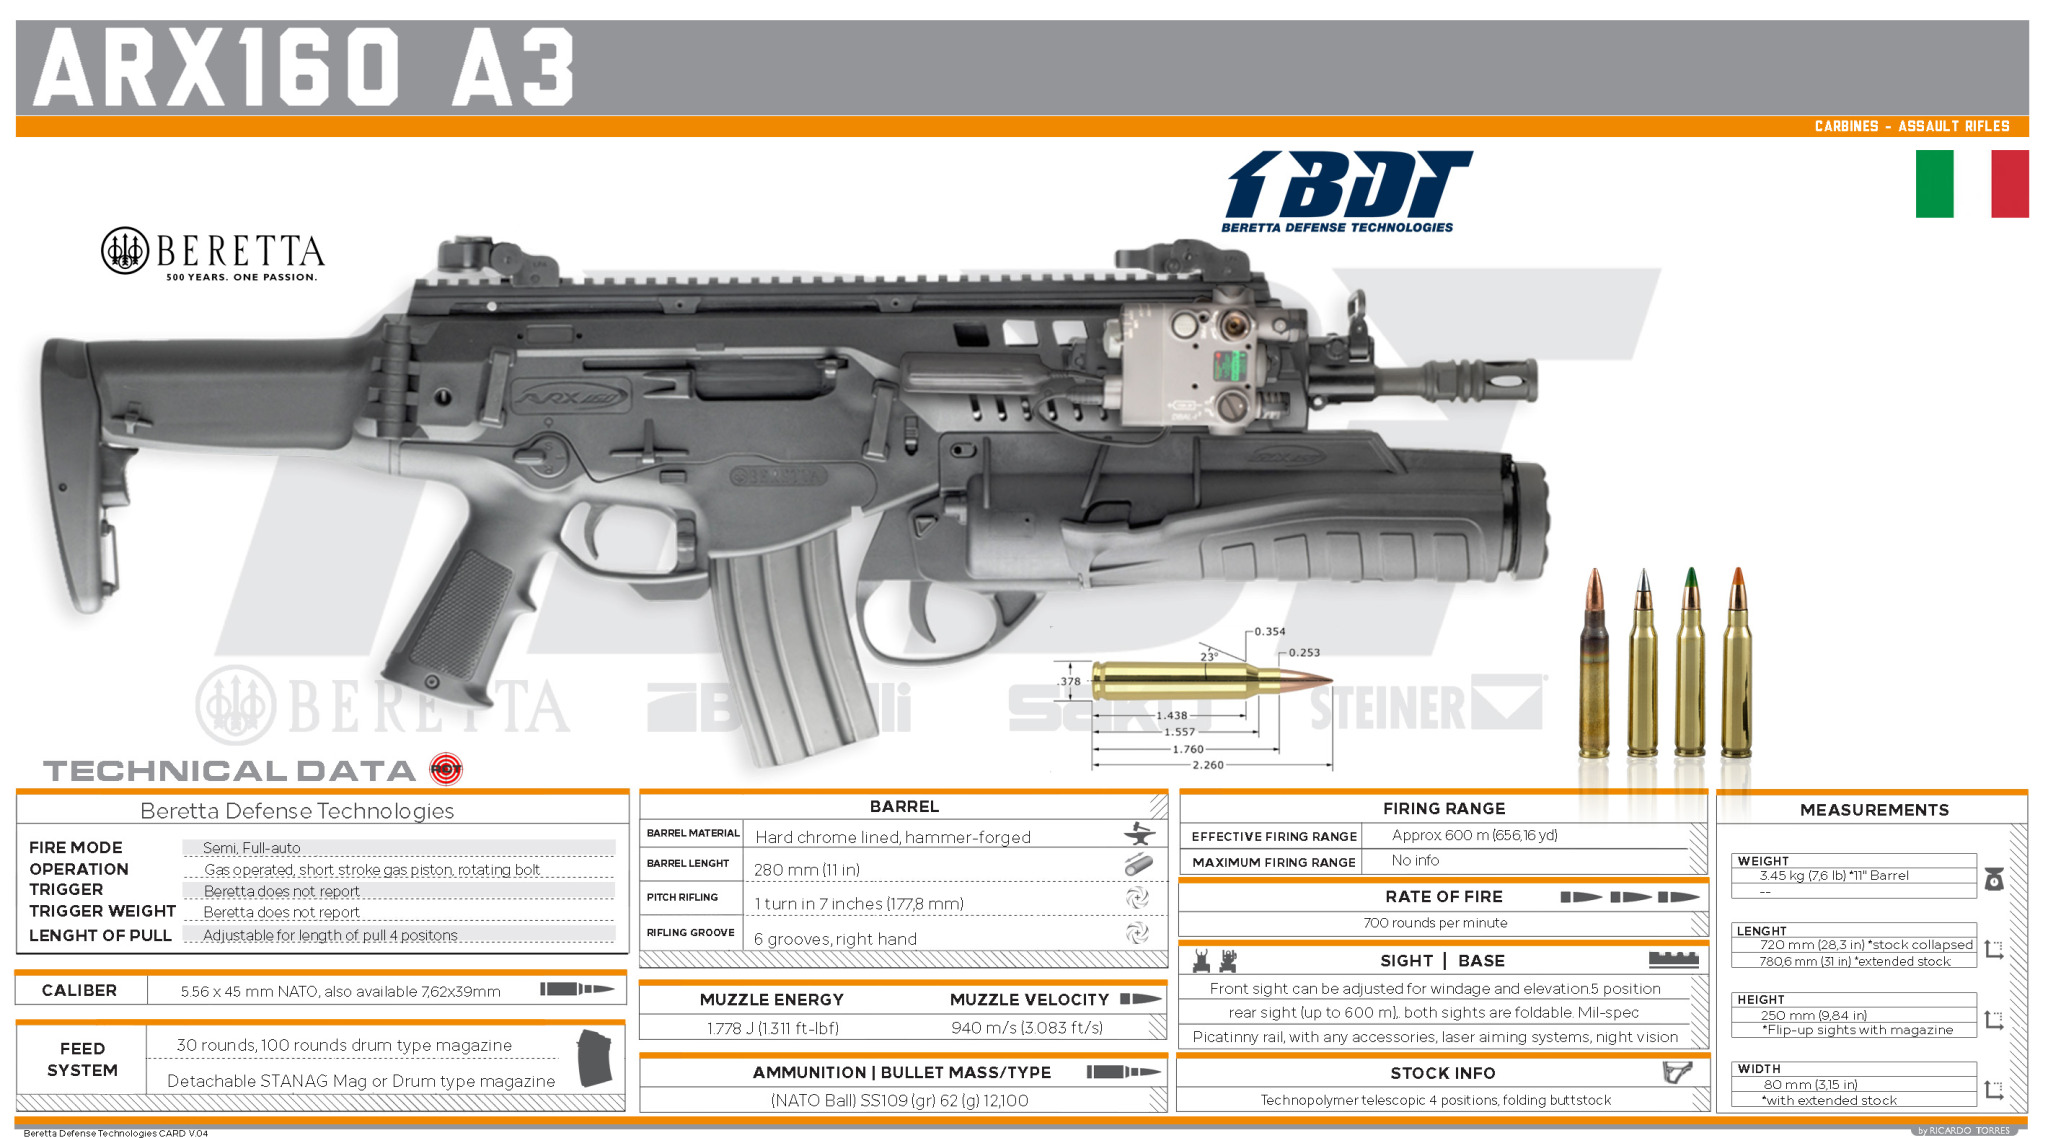 ARX160 A3
CARBINES - ASSAULT RIFLES
BDT
BERETTA DEFENSE TECHNOLOGIES
BERETTA
500 YEARS. ONE PASSION.
ARX160
BERETTA
ARX160
0.354
23°
0.253
.378
1.438
1.557
1.760
2.260
BERETTA
STEINER
TECHNICAL DATA
Beretta Defense Technologies
FIRE MODE Semi, Full-auto
OPERATION Gas operated, short stroke gas piston, rotating bolt
TRIGGER Beretta does not report
TRIGGER WEIGHT Beretta does not report
LENGHT OF PULL Adjustable for length of pull 4 positons
CALIBER 5.56 x 45 mm NATO, also available 7,62x39mm
FEED SYSTEM
30 rounds, 100 rounds drum type magazine
Detachable STANAG Mag or Drum type magazine
BARREL
BARREL MATERIAL Hard chrome lined, hammer-forged
BARREL LENGHT 280 mm (11 in)
PITCH RIFLING 1 turn in 7 inches (177,8 mm)
RIFLING GROOVE 6 grooves, right hand
MUZZLE ENERGY MUZZLE VELOCITY
1.778 J (1.311 ft-lbf) 940 m/s (3.083 ft/s)
AMMUNITION | BULLET MASS/TYPE
(NATO Ball) SS109 (gr) 62 (g) 12,100
FIRING RANGE
EFFECTIVE FIRING RANGE Approx 600 m (656,16 yd)
MAXIMUM FIRING RANGE No info
RATE OF FIRE
700 rounds per minute
SIGHT | BASE
Front sight can be adjusted for windage and elevation.5 position
rear sight (up to 600 m), both sights are foldable. Mil-spec
Picatinny rail, with any accessories, laser aiming systems, night vision
STOCK INFO
Technopolymer telescopic 4 positions, folding buttstock
MEASUREMENTS
WEIGHT
3.45 kg (7,6 lb) *11" Barrel
--
LENGHT
720 mm (28,3 in) *stock collapsed
780,6 mm (31 in) *extended stock
HEIGHT
250 mm (9,84 in)
*Flip-up sights with magazine
WIDTH
80 mm (3,15 in)
*with extended stock
Beretta Defense Technologies CARD V.04
by RICARDO TORRES